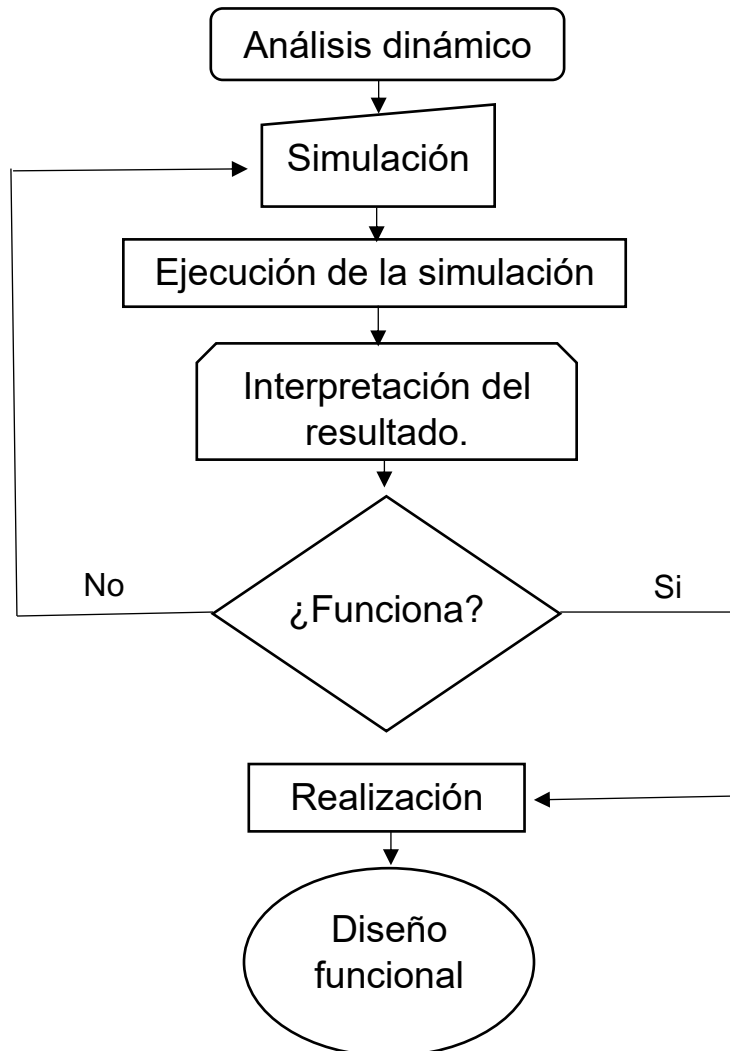 Análisis dinámico
Simulación
Ejecución de la simulación
Interpretación del
resultado.
No
¿Funciona?
Si
Realización
Diseño
funcional